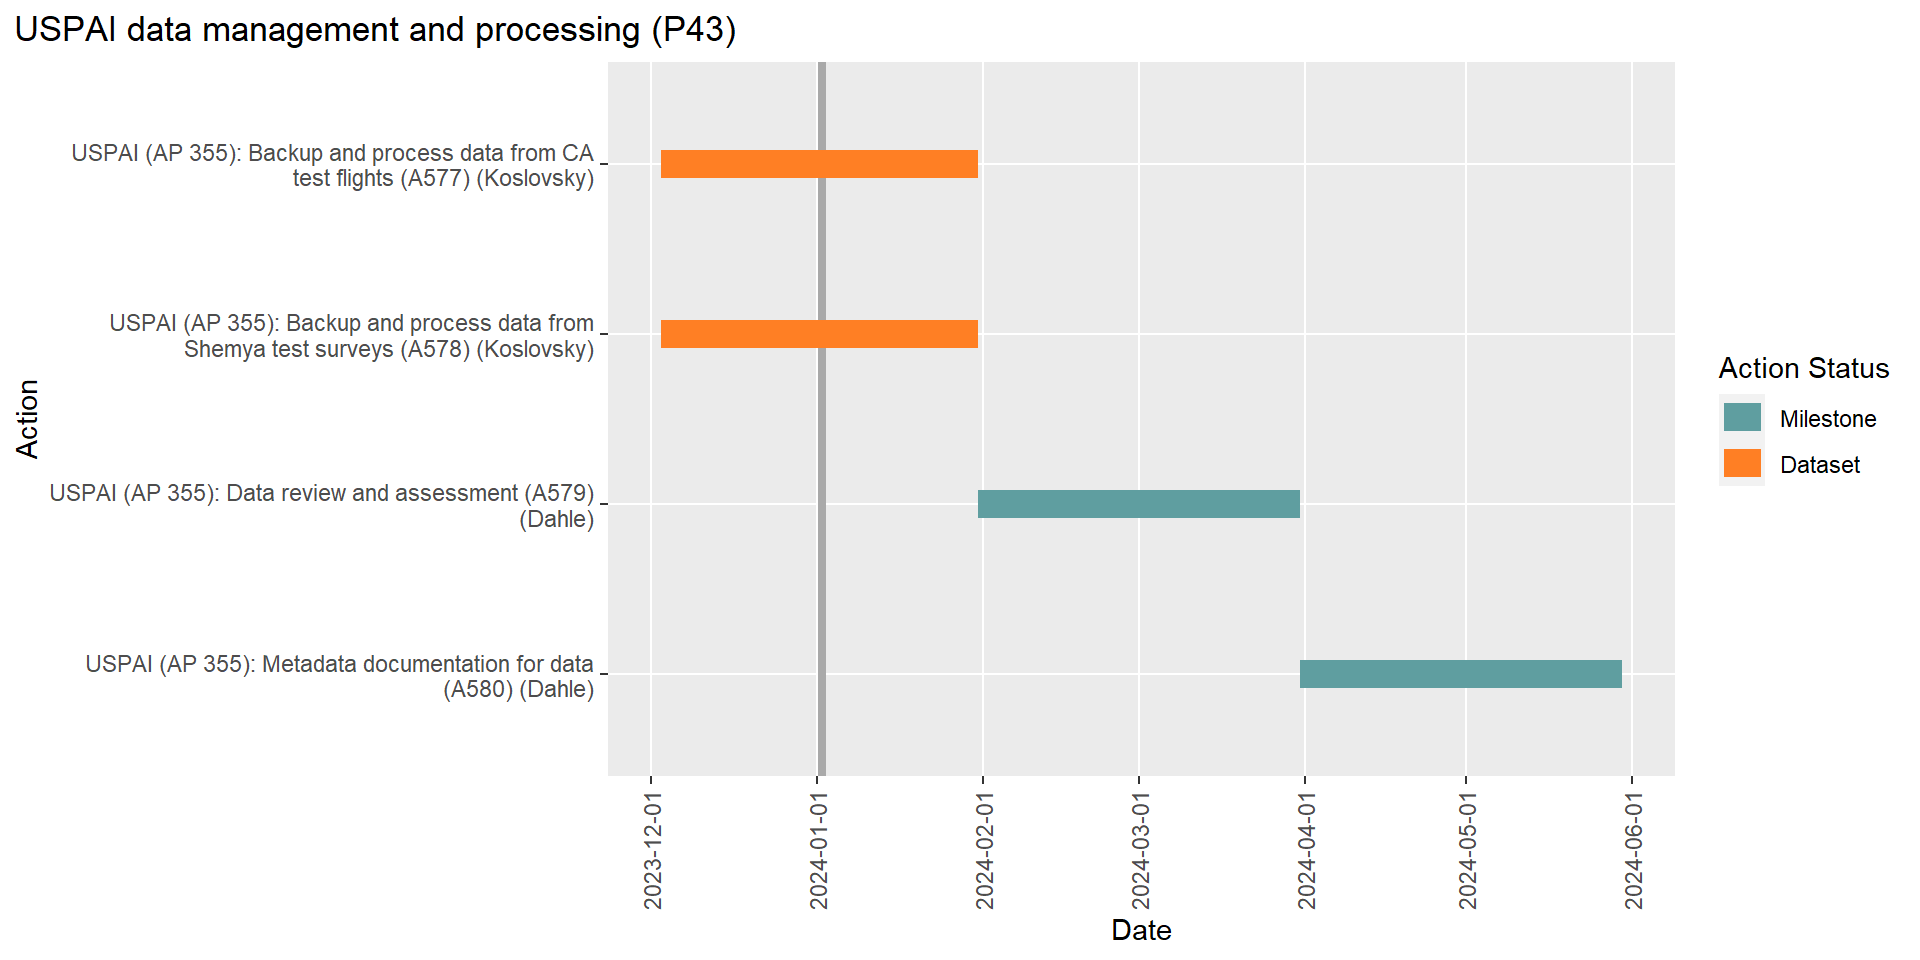 USPAI data management and processing (P43)
USPAI (AP 355): Backup and process data from CA
test flights (A577) (Koslovsky)
USPAI (AP 355): Backup and process data from
Shemya test surveys (A578) (Koslovsky)
USPAI (AP 355): Data review and assessment (A579)
(Dahle)
USPAI (AP 355): Metadata documentation for data
(A580) (Dahle)
Action
2023-12-01
2024-01-01
2024-02-01
2024-03-01
2024-04-01
2024-05-01
2024-06-01
Date
Action Status
Milestone
Dataset